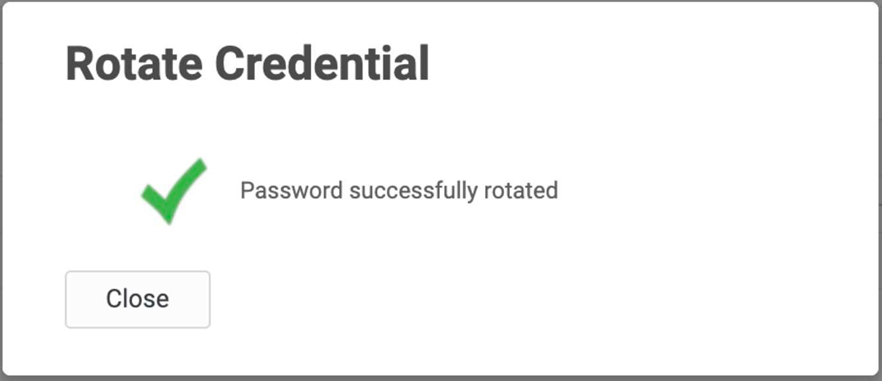 Rotate Credential
Password successfully rotated
Close